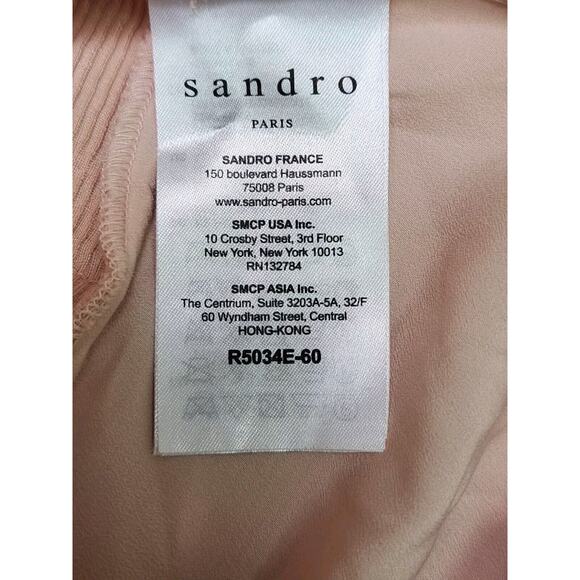 sandro
PARIS
SANDRO FRANCE
150 boulevard Haussmann
75008 Paris
www.sandro-paris.com
SMCP USA Inc.
10 Crosby Street, 3rd Floor
New York, New York 10013
RN132784
SMCP ASIA Inc.
The Centrium, Suite 3203A-5A, 32/F
60 Wyndham Street, Central
HONG-KONG
R5034E-60